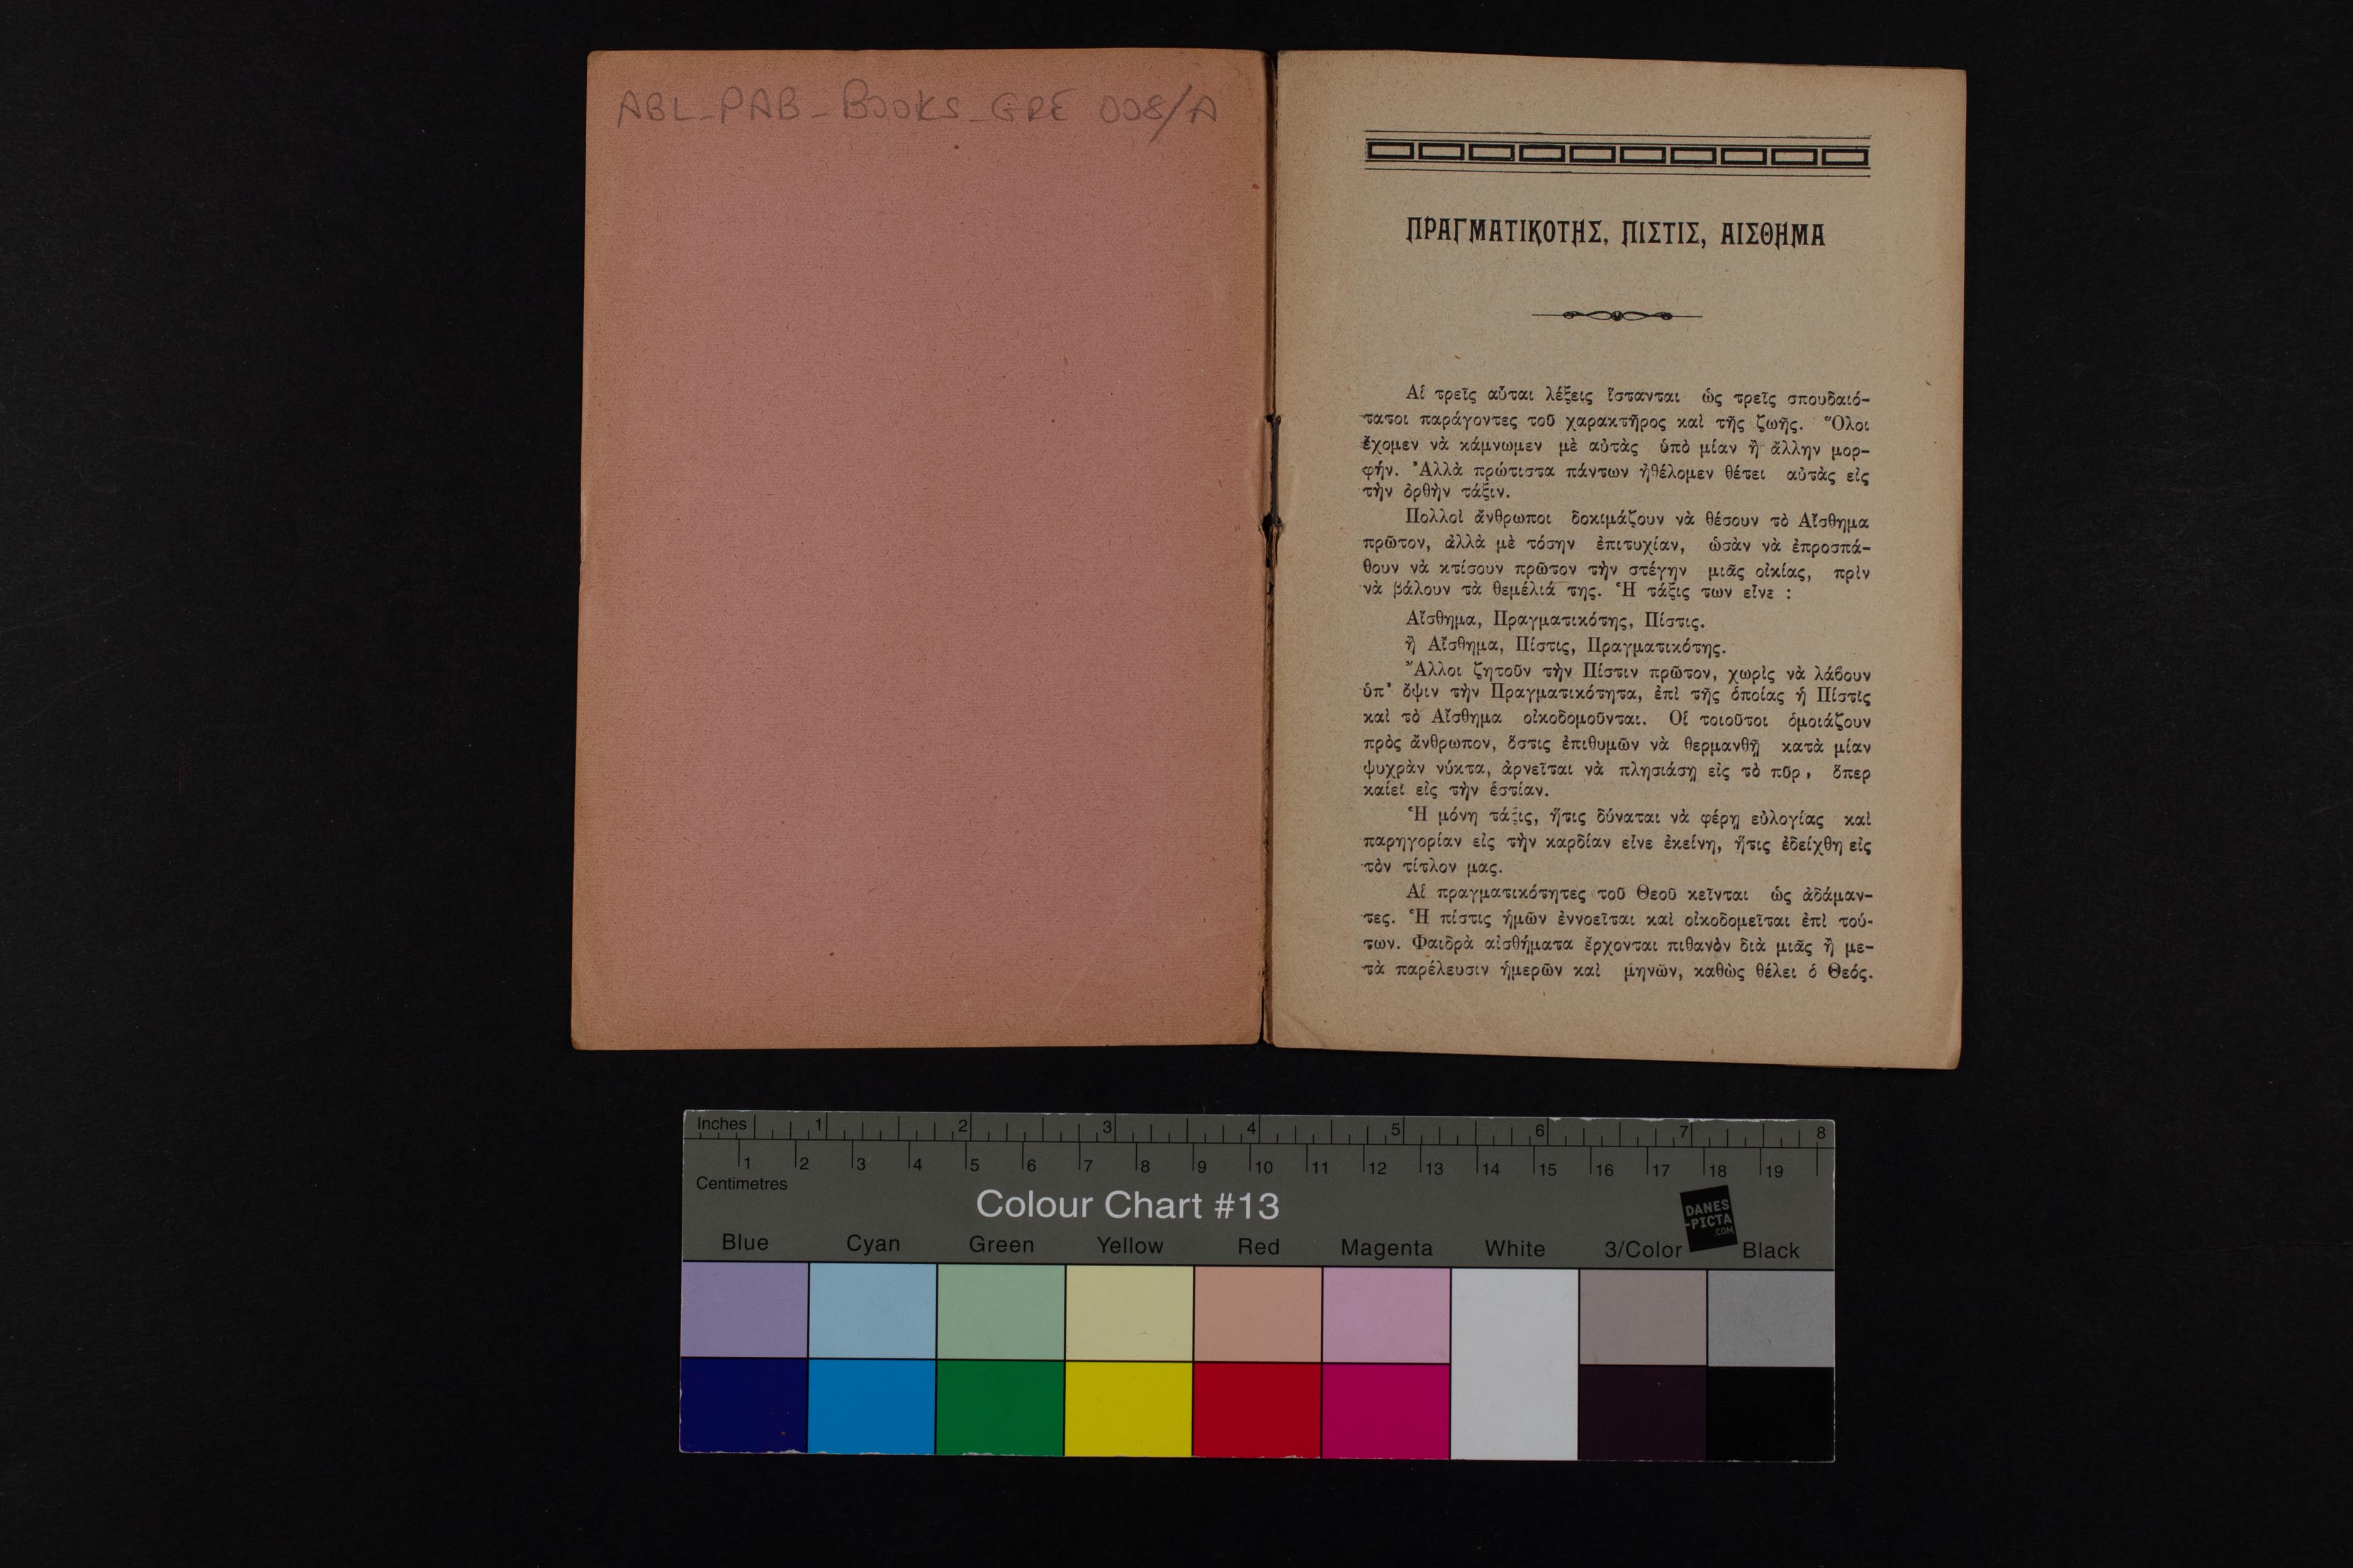 ABL-PAB-BOOKS-GRE 008/A
ΠΡΑΓΜΑΤΙΚΟΤΗΣ, ΠΙΣΤΙΣ, ΑΙΣΘΗΜΑ
Αἱ τρεῖς αὗται λέξεις ἵστανται ὡς τρεῖς σπουδαιό-
τατοι παράγοντες τοῦ χαρακτῆρος καὶ τῆς ζωῆς. Ὅλοι
ἔχομεν νὰ κάμνωμεν μὲ αὐτὰς ὑπὸ μίαν ἢ ἄλλην μορ-
φήν. Ἀλλὰ πρώτιστα πάντων ἠθέλομεν θέτει αὐτὰς εἰς
τὴν ὀρθὴν τάξιν.
Πολλοὶ ἄνθρωποι δοκιμάζουν νὰ θέσουν τὸ Αἴσθημα
πρῶτον, ἀλλὰ μὲ τόσην ἐπιτυχίαν, ὡσὰν νὰ ἐπροσπά-
θουν νὰ κτίσουν πρῶτον τὴν στέγην μιᾶς οἰκίας, πρὶν
νὰ βάλουν τὰ θεμέλιά της. Ἡ τάξις των εἶνε :
Αἴσθημα, Πραγματικότης, Πίστις.
ἢ Αἴσθημα, Πίστις, Πραγματικότης.
Ἄλλοι ζητοῦν τὴν Πίστιν πρῶτον, χωρὶς νὰ λάβουν
ὑπ' ὄψιν τὴν Πραγματικότητα, ἐπὶ τῆς ὁποίας ἡ Πίστις
καὶ τὸ Αἴσθημα οἰκοδομοῦνται. Οἱ τοιοῦτοι ὁμοιάζουν
πρὸς ἄνθρωπον, ὅστις ἐπιθυμῶν νὰ θερμανθῇ κατὰ μίαν
ψυχρὰν νύκτα, ἀρνεῖται νὰ πλησιάσῃ εἰς τὸ πῦρ, ὅπερ
καίει εἰς τὴν ἑστίαν.
Ἡ μόνη τάξις, ἥτις δύναται νὰ φέρῃ εὐλογίας καὶ
παρηγορίαν εἰς τὴν καρδίαν εἶνε ἐκείνη, ἥτις ἐδείχθη εἰς
τὸν τίτλον μας.
Αἱ πραγματικότητες τοῦ Θεοῦ κεῖνται ὡς ἀδάμαν-
τες. Ἡ πίστις ἡμῶν ἐννοεῖται καὶ οἰκοδομεῖται ἐπὶ τού-
των. Φαιδρὰ αἰσθήματα ἔρχονται πιθανὸν διὰ μιᾶς ἢ με-
τὰ παρέλευσιν ἡμερῶν καὶ μηνῶν, καθὼς θέλει ὁ Θεός.
Inches 1 2 3 4 5 6 7 8
1 2 3 4 5 6 7 8 9 10 11 12 13 14 15 16 17 18 19
Centimetres
Colour Chart #13
DANES
-PICTA
.COM
Blue Cyan Green Yellow Red Magenta White 3/Color Black